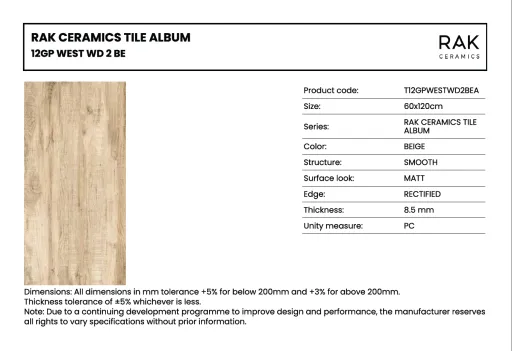 RAK CERAMICS TILE ALBUM
12GP WEST WD 2 BE
RAK
CERAMICS
Product code: T12GPWESTWD2BEA
Size: 60x120cm
Series: RAK CERAMICS TILE
ALBUM
Color: BEIGE
Structure: SMOOTH
Surface look: MATT
Edge: RECTIFIED
Thickness: 8.5 mm
Unity measure: PC
Dimensions: All dimensions in mm tolerance +5% for below 200mm and +3% for above 200mm.
Thickness tolerance of ±5% whichever is less.
Note: Due to a continuing development programme to improve design and performance, the manufacturer reserves
all rights to vary specifications without prior information.